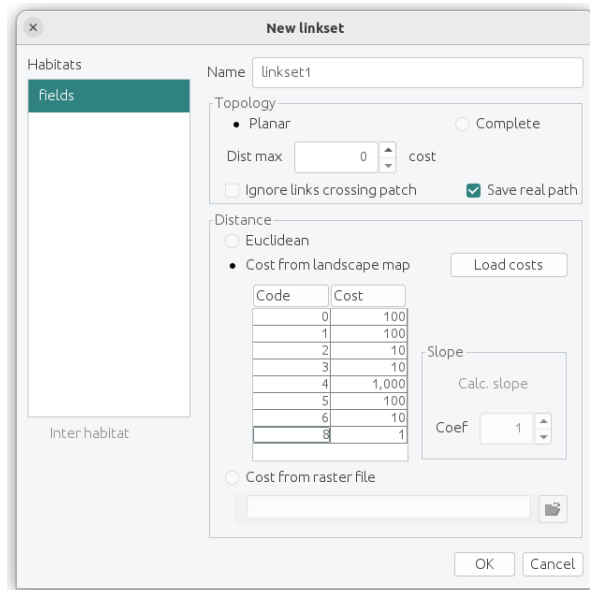 New linkset
Habitats
fields
Inter habitat
Name linkset1
Topology
Planar Complete
Dist max 0 cost
Ignore links crossing patch Save real path
Distance
Euclidean
Cost from landscape map Load costs
Code Cost
0 100
1 100
2 10
3 10
4 1,000
5 100
6 10
8 1
Slope
Calc. slope
Coef 1
Cost from raster file
OK Cancel